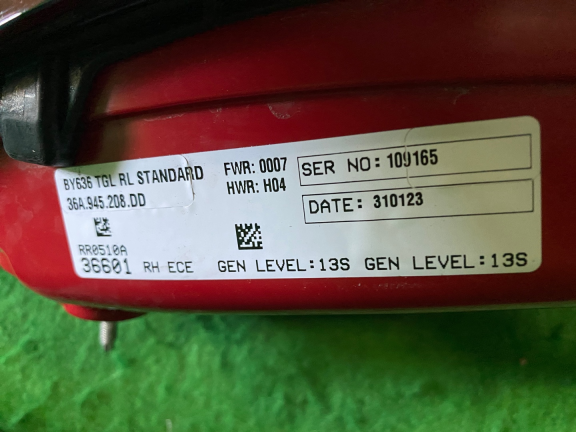 BY636 TGL RL STANDARD
36A.945.208.DD
FWR: 0007
HWR: H04
SER NO: 109165
DATE: 310123
RR0510A
36601 RH ECE GEN LEVEL:13S GEN LEVEL:13S